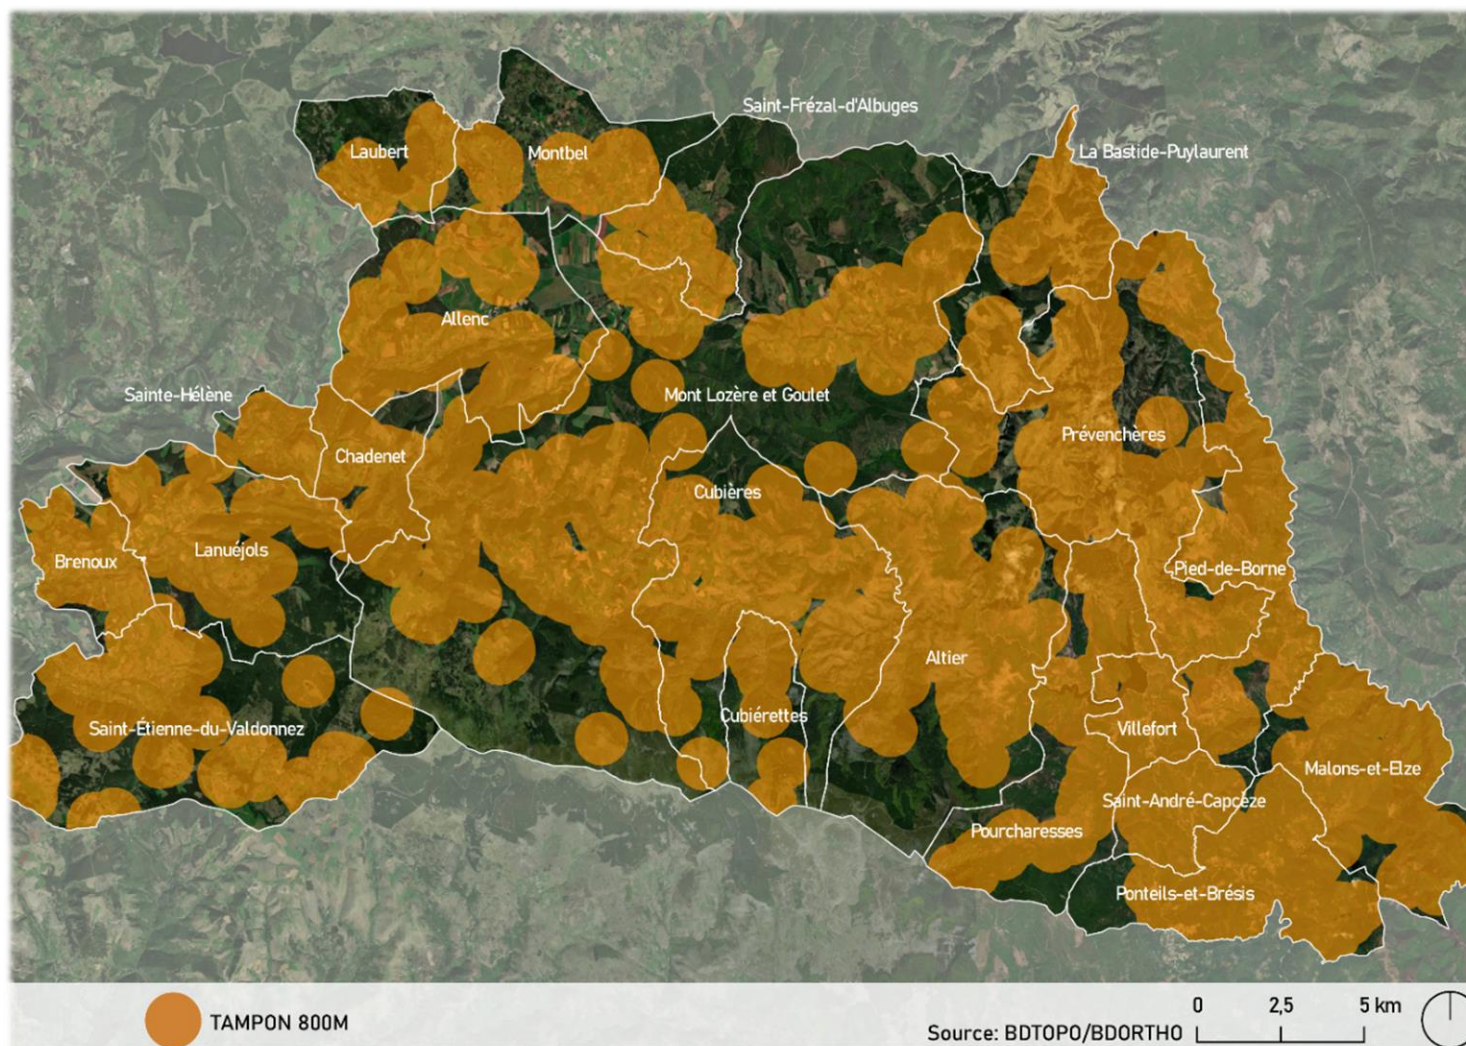 Saint-Frézal-d'Albuges
Laubert
Montbel
La Bastide-Puylaurent
Allenc
Sainte-Hélène
Mont Lozère et Goulet
Chadenet
Prévenchères
Cubières
Brenoux
Lanuéjols
Pied-de-Borne
Altier
Cubiérettes
Saint-Étienne-du-Valdonnez
Villefort
Malons-et-Elze
Saint-André-Capcèze
Pourcharesses
Ponteils-et-Brésis
TAMPON 800M
0 2,5 5 km
Source: BDTOPO/BDORTHO